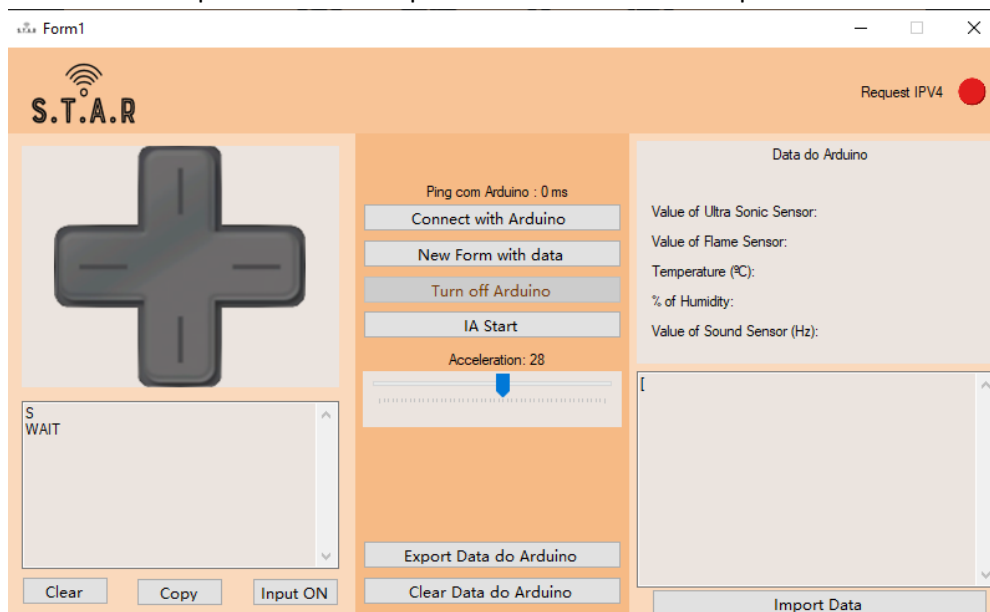 Form1
S.T.A.R
Request IPV4
S
WAIT
Clear
Copy
Input ON
Ping com Arduino : 0 ms
Connect with Arduino
New Form with data
Turn off Arduino
IA Start
Acceleration: 28
Export Data do Arduino
Clear Data do Arduino
Data do Arduino
Value of Ultra Sonic Sensor:
Value of Flame Sensor:
Temperature (ºC):
% of Humidity:
Value of Sound Sensor (Hz):
[
Import Data